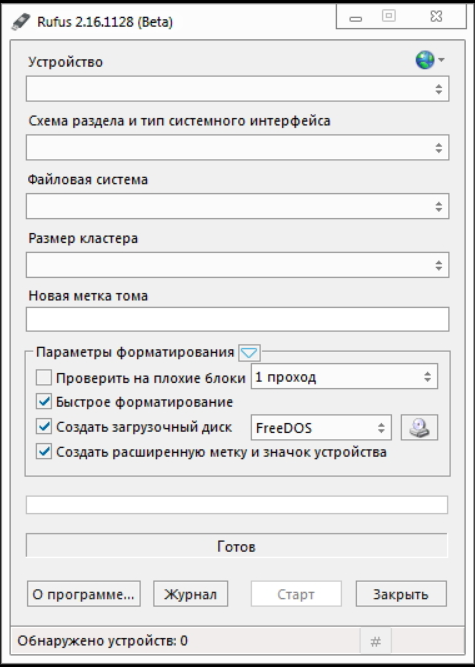 Rufus 2.16.1128 (Beta)
Устройство
Схема раздела и тип системного интерфейса
Файловая система
Размер кластера
Новая метка тома
Параметры форматирования
Проверить на плохие блоки 1 проход
Быстрое форматирование
Создать загрузочный диск FreeDOS
Создать расширенную метку и значок устройства
Готов
О программе... Журнал Старт Закрыть
Обнаружено устройств: 0 #